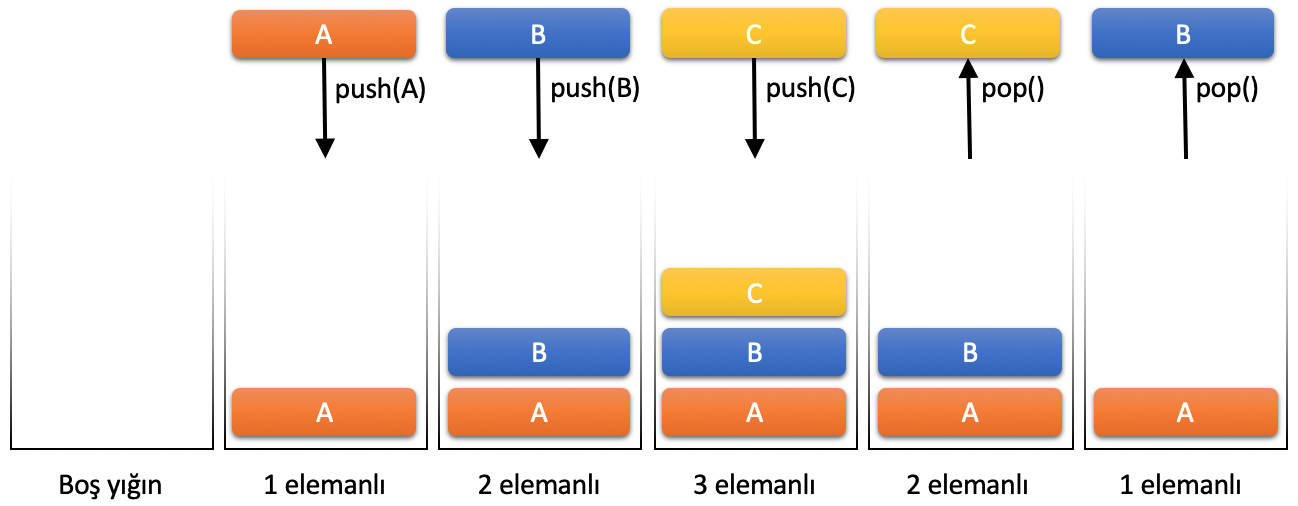 A
B
C
C
B
push(A)
push(B)
push(C)
pop()
pop()
C
B
B
B
A
A
A
A
A
Boş yığın
1 elemanlı
2 elemanlı
3 elemanlı
2 elemanlı
1 elemanlı